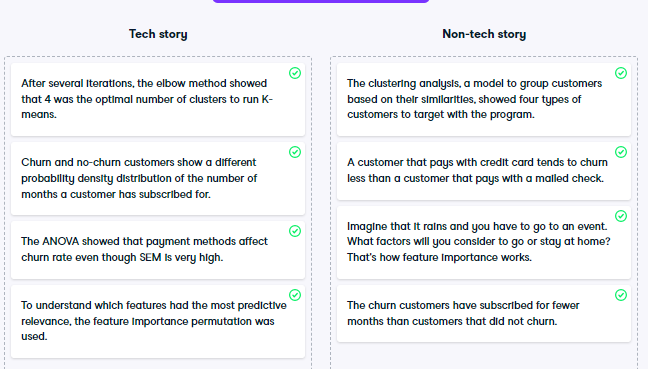 Tech story
After several iterations, the elbow method showed
that 4 was the optimal number of clusters to run K-
means.
Churn and no-churn customers show a different
probability density distribution of the number of
months a customer has subscribed for.
The ANOVA showed that payment methods affect
churn rate even though SEM is very high.
To understand which features had the most predictive
relevance, the feature importance permutation was
used.
Non-tech story
The clustering analysis, a model to group customers
based on their similarities, showed four types of
customers to target with the program.
A customer that pays with credit card tends to churn
less than a customer that pays with a mailed check.
Imagine that it rains and you have to go to an event.
What factors will you consider to go or stay at home?
That's how feature importance works.
The churn customers have subscribed for fewer
months than customers that did not churn.